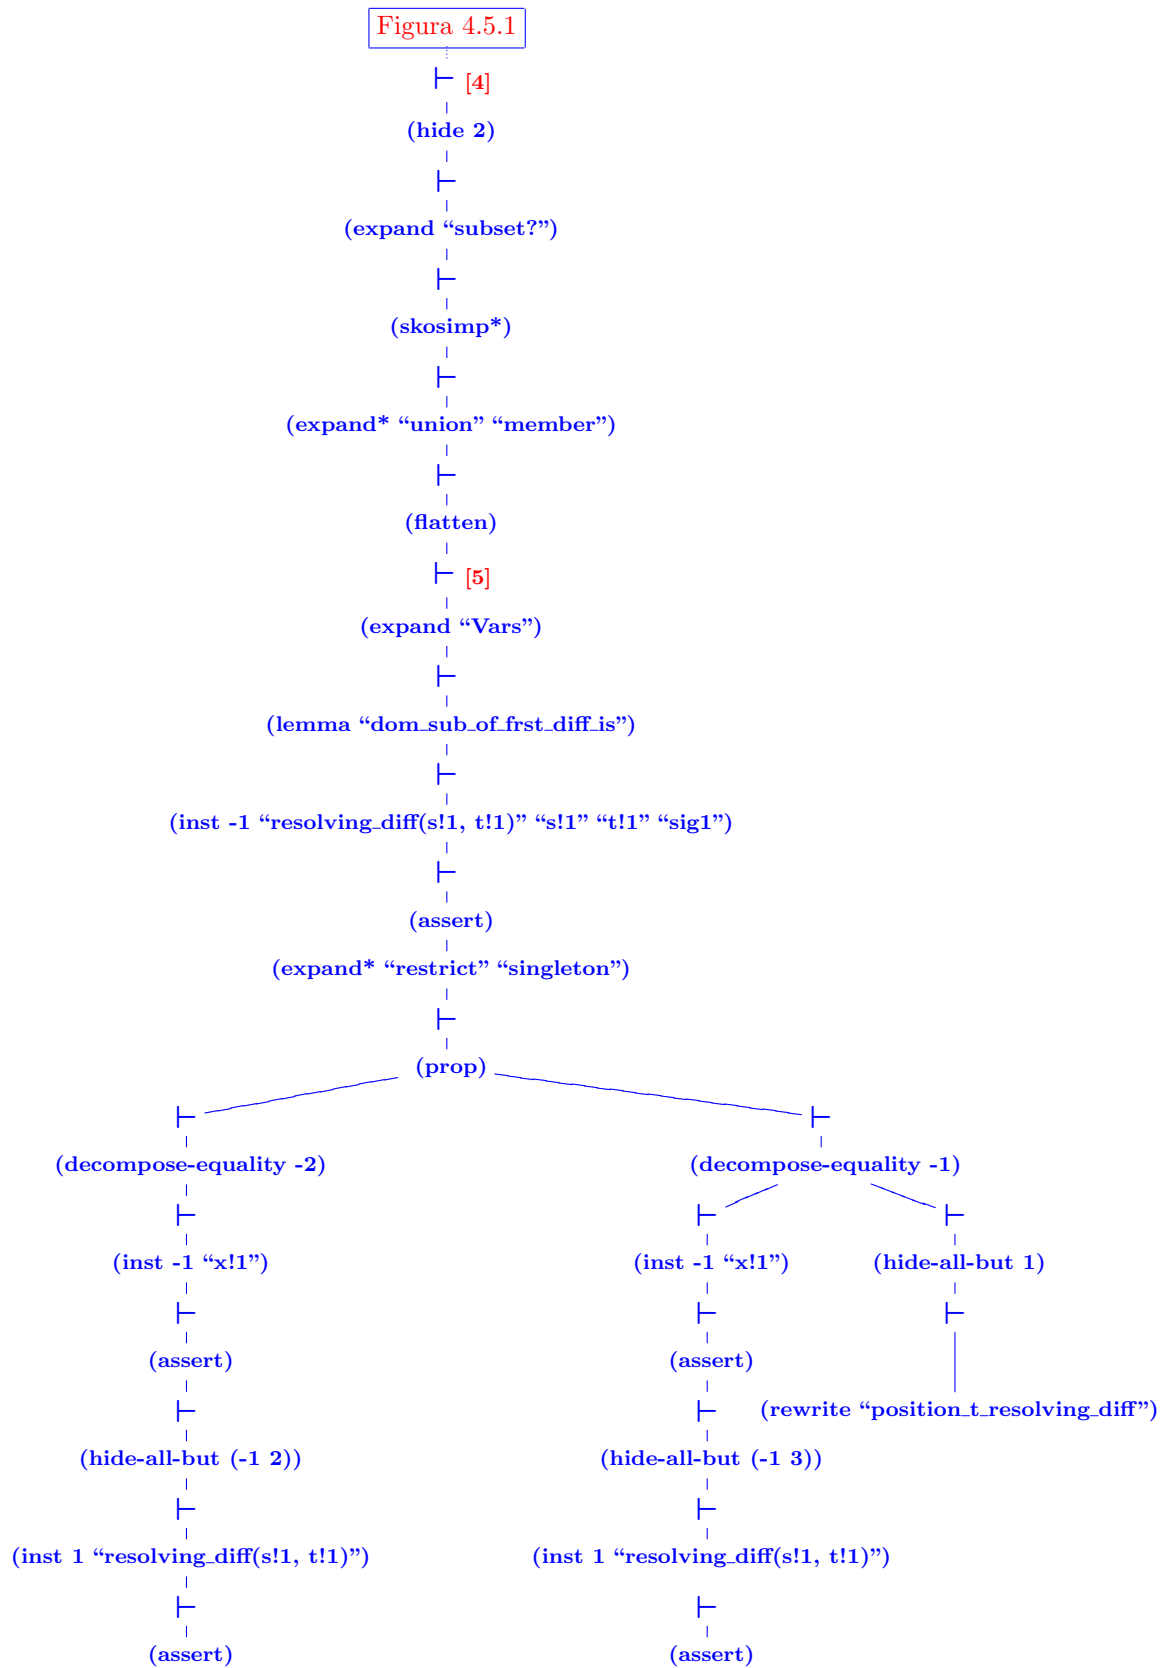 Figura 4.5.1
⊢ [4]
(hide 2)
⊢
(expand “subset?”)
⊢
(skosimp*)
⊢
(expand* “union” “member”)
⊢
(flatten)
⊢ [5]
(expand “Vars”)
⊢
(lemma “dom_sub_of_frst_diff_is”)
⊢
(inst -1 “resolving_diff(s!1, t!1)” “s!1” “t!1” “sig1”)
⊢
(assert)
(expand* “restrict” “singleton”)
⊢
(prop)
⊢ ⊢
(decompose-equality -2) (decompose-equality -1)
⊢ ⊢ ⊢
(inst -1 “x!1”) (inst -1 “x!1”) (hide-all-but 1)
⊢ ⊢ ⊢
(assert) (assert)
⊢ ⊢ (rewrite “position_t_resolving_diff”)
(hide-all-but (-1 2)) (hide-all-but (-1 3))
⊢ ⊢
(inst 1 “resolving_diff(s!1, t!1)”) (inst 1 “resolving_diff(s!1, t!1)”)
⊢ ⊢
(assert) (assert)